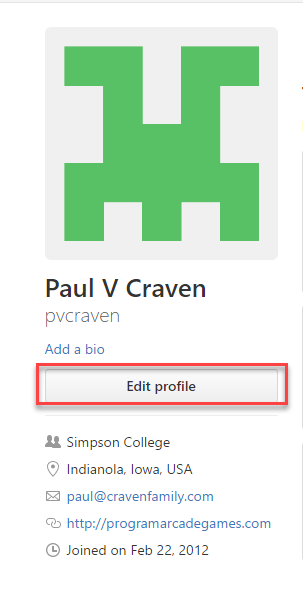 Paul V Craven
pvcraven
Add a bio
Edit profile
Simpson College
Indianola, Iowa, USA
paul@cravenfamily.com
http://programarcadegames.com
Joined on Feb 22, 2012